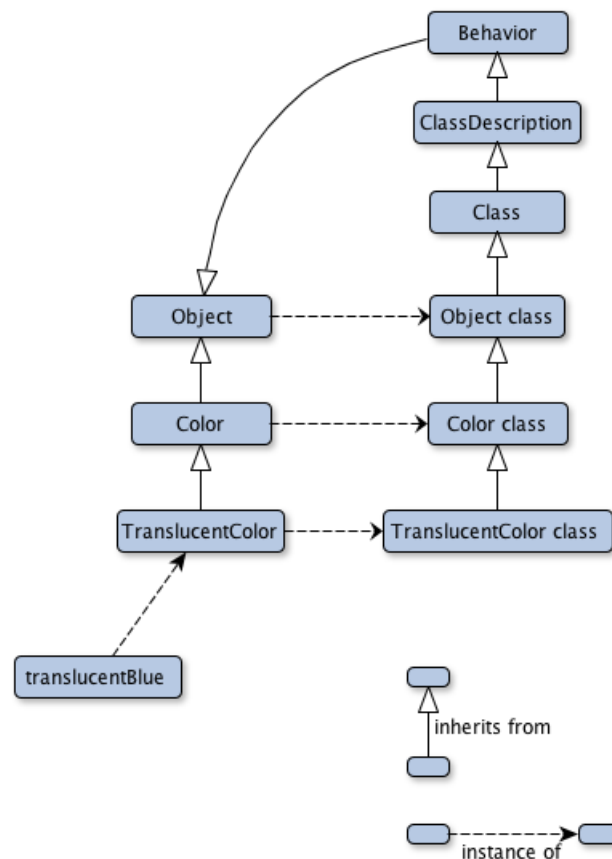 Behavior
ClassDescription
Class
Object
Object class
Color
Color class
TranslucentColor
TranslucentColor class
translucentBlue
inherits from
instance of